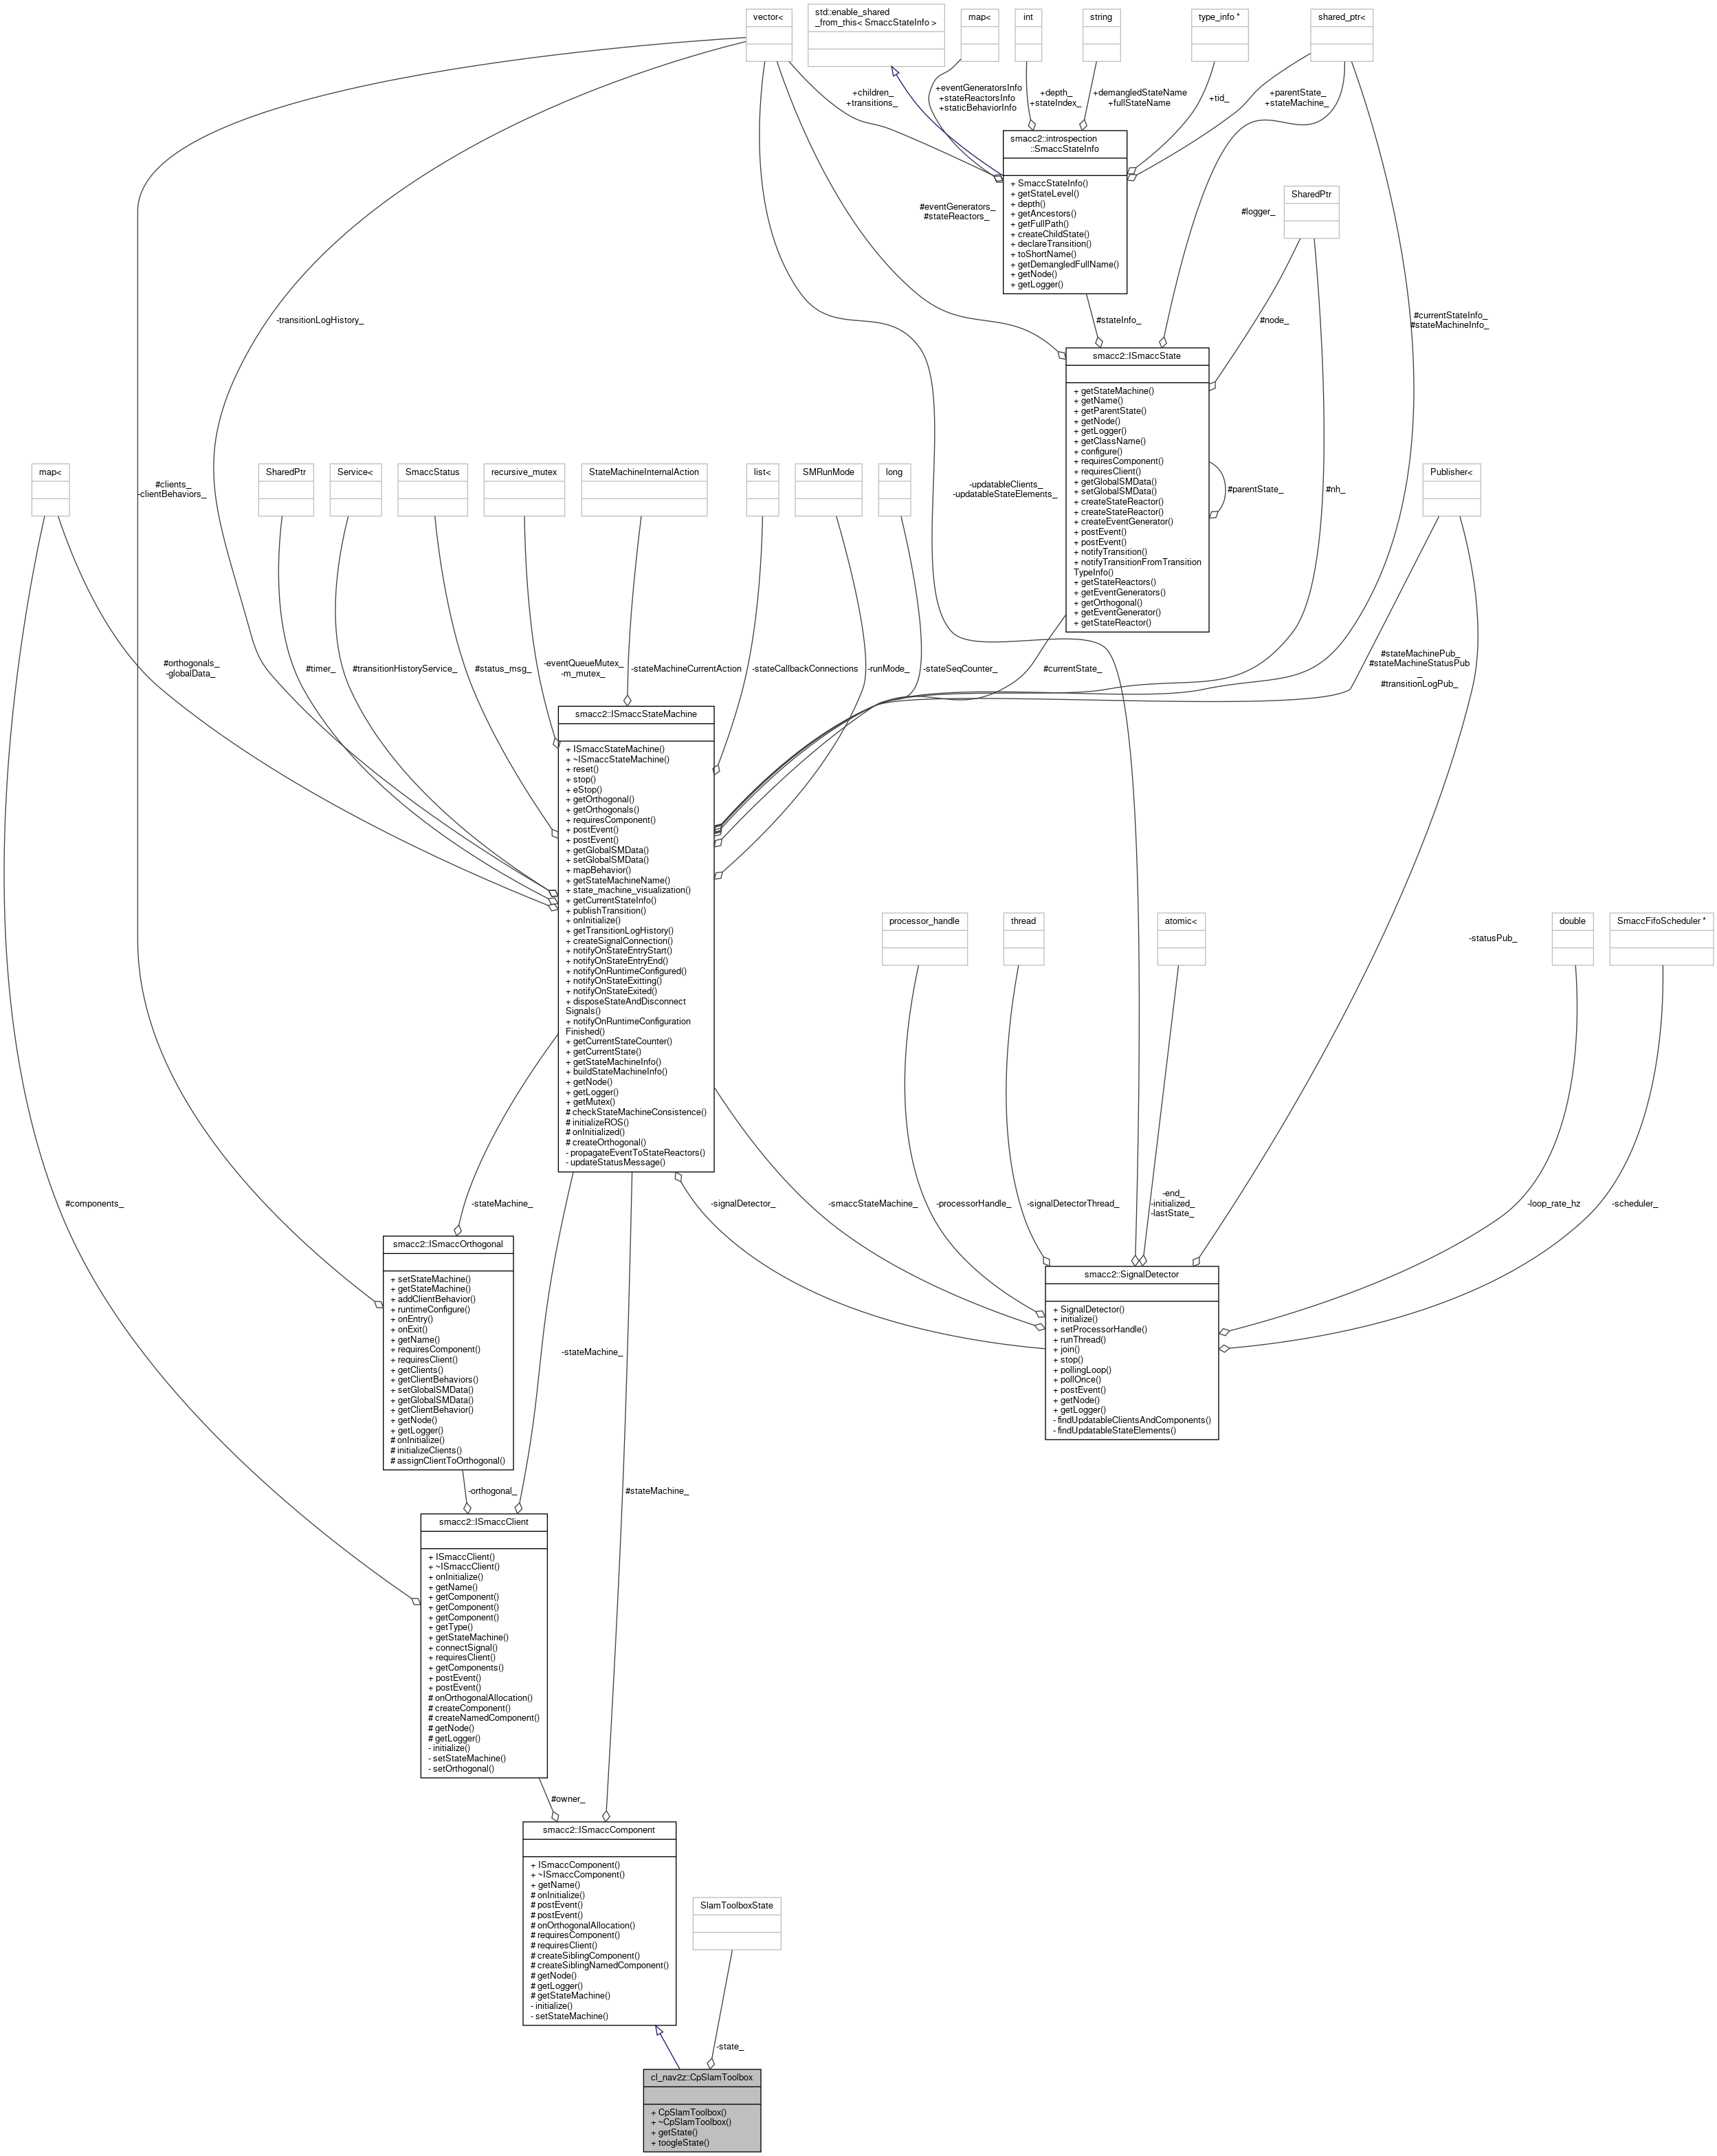 vector<
std::enable_shared
_from_this< SmaccStateInfo >
map<
int
string
type_info *
shared_ptr<
+children_
+transitions_
+eventGeneratorsInfo
+stateReactorsInfo
+staticBehaviorInfo
+depth_
+stateIndex_
+demangledStateName
+fullStateName
+tid_
+parentState_
+stateMachine_
smacc2::introspection
::SmaccStateInfo
+ SmaccStateInfo()
+ getStateLevel()
+ depth()
+ getAncestors()
+ getFullPath()
+ createChildState()
+ declareTransition()
+ toShortName()
+ getDemangledFullName()
+ getNode()
+ getLogger()
#eventGenerators_
#stateReactors_
SharedPtr
#logger_
-transitionLogHistory_
#stateInfo_
#node_
#currentStateInfo_
#stateMachineInfo_
smacc2::ISmaccState
+ getStateMachine()
+ getName()
+ getParentState()
+ getNode()
+ getLogger()
+ getClassName()
+ configure()
+ requiresComponent()
+ requiresClient()
+ getGlobalSMData()
+ setGlobalSMData()
+ createStateReactor()
+ createStateReactor()
+ createEventGenerator()
+ postEvent()
+ postEvent()
+ notifyTransition()
+ notifyTransitionFromTransition
TypeInfo()
+ getStateReactors()
+ getEventGenerators()
+ getOrthogonal()
+ getEventGenerator()
+ getStateReactor()
map<
#clients_
-clientBehaviors_
SharedPtr
Service<
SmaccStatus
recursive_mutex
StateMachineInternalAction
list<
SMRunMode
long
-updatableClients_
-updatableStateElements_
#parentState_
#nh_
Publisher<
#orthogonals_
-globalData_
#timer_
#transitionHistoryService_
#status_msg_
-eventQueueMutex_
-m_mutex_
-stateMachineCurrentAction
-stateCallbackConnections
-runMode_
-stateSeqCounter_
#currentState_
#stateMachinePub_
#stateMachineStatusPub
_
#transitionLogPub_
smacc2::ISmaccStateMachine
+ ISmaccStateMachine()
+ ~ISmaccStateMachine()
+ reset()
+ stop()
+ eStop()
+ getOrthogonal()
+ getOrthogonals()
+ requiresComponent()
+ postEvent()
+ postEvent()
+ getGlobalSMData()
+ setGlobalSMData()
+ mapBehavior()
+ getStateMachineName()
+ state_machine_visualization()
+ getCurrentStateInfo()
+ publishTransition()
+ onInitialize()
+ getTransitionLogHistory()
+ createSignalConnection()
+ notifyOnStateEntryStart()
+ notifyOnStateEntryEnd()
+ notifyOnRuntimeConfigured()
+ notifyOnStateExitting()
+ notifyOnStateExited()
+ disposeStateAndDisconnect
Signals()
+ notifyOnRuntimeConfiguration
Finished()
+ getCurrentStateCounter()
+ getCurrentState()
+ getStateMachineInfo()
+ buildStateMachineInfo()
+ getNode()
+ getLogger()
+ getMutex()
# checkStateMachineConsistence()
# initializeROS()
# onInitialized()
# createOrthogonal()
- propagateEventToStateReactors()
- updateStatusMessage()
processor_handle
thread
atomic<
-statusPub_
double
SmaccFifoScheduler *
#components_
-stateMachine_
-signalDetector_
-smaccStateMachine_
-processorHandle_
-signalDetectorThread_
-end_
-initialized_
-lastState_
-loop_rate_hz
-scheduler_
smacc2::ISmaccOrthogonal
+ setStateMachine()
+ getStateMachine()
+ addClientBehavior()
+ runtimeConfigure()
+ onEntry()
+ onExit()
+ getName()
+ requiresComponent()
+ requiresClient()
+ getClients()
+ getClientBehaviors()
+ setGlobalSMData()
+ getGlobalSMData()
+ getClientBehavior()
+ getNode()
+ getLogger()
# onInitialize()
# initializeClients()
# assignClientToOrthogonal()
smacc2::SignalDetector
+ SignalDetector()
+ initialize()
+ setProcessorHandle()
+ runThread()
+ join()
+ stop()
+ pollingLoop()
+ pollOnce()
+ postEvent()
+ getNode()
+ getLogger()
- findUpdatableClientsAndComponents()
- findUpdatableStateElements()
-stateMachine_
-orthogonal_
#stateMachine_
smacc2::ISmaccClient
+ ISmaccClient()
+ ~ISmaccClient()
+ onInitialize()
+ getName()
+ getComponent()
+ getComponent()
+ getComponent()
+ getType()
+ getStateMachine()
+ connectSignal()
+ requiresClient()
+ getComponents()
+ postEvent()
+ postEvent()
# onOrthogonalAllocation()
# createComponent()
# createNamedComponent()
# getNode()
# getLogger()
- initialize()
- setStateMachine()
- setOrthogonal()
#owner_
smacc2::ISmaccComponent
+ ISmaccComponent()
+ ~ISmaccComponent()
+ getName()
# onInitialize()
# postEvent()
# postEvent()
# onOrthogonalAllocation()
# requiresComponent()
# requiresClient()
# createSiblingComponent()
# createSiblingNamedComponent()
# getNode()
# getLogger()
# getStateMachine()
- initialize()
- setStateMachine()
SlamToolboxState
-state_
cl_nav2z::CpSlamToolbox
+ CpSlamToolbox()
+ ~CpSlamToolbox()
+ getState()
+ toogleState()